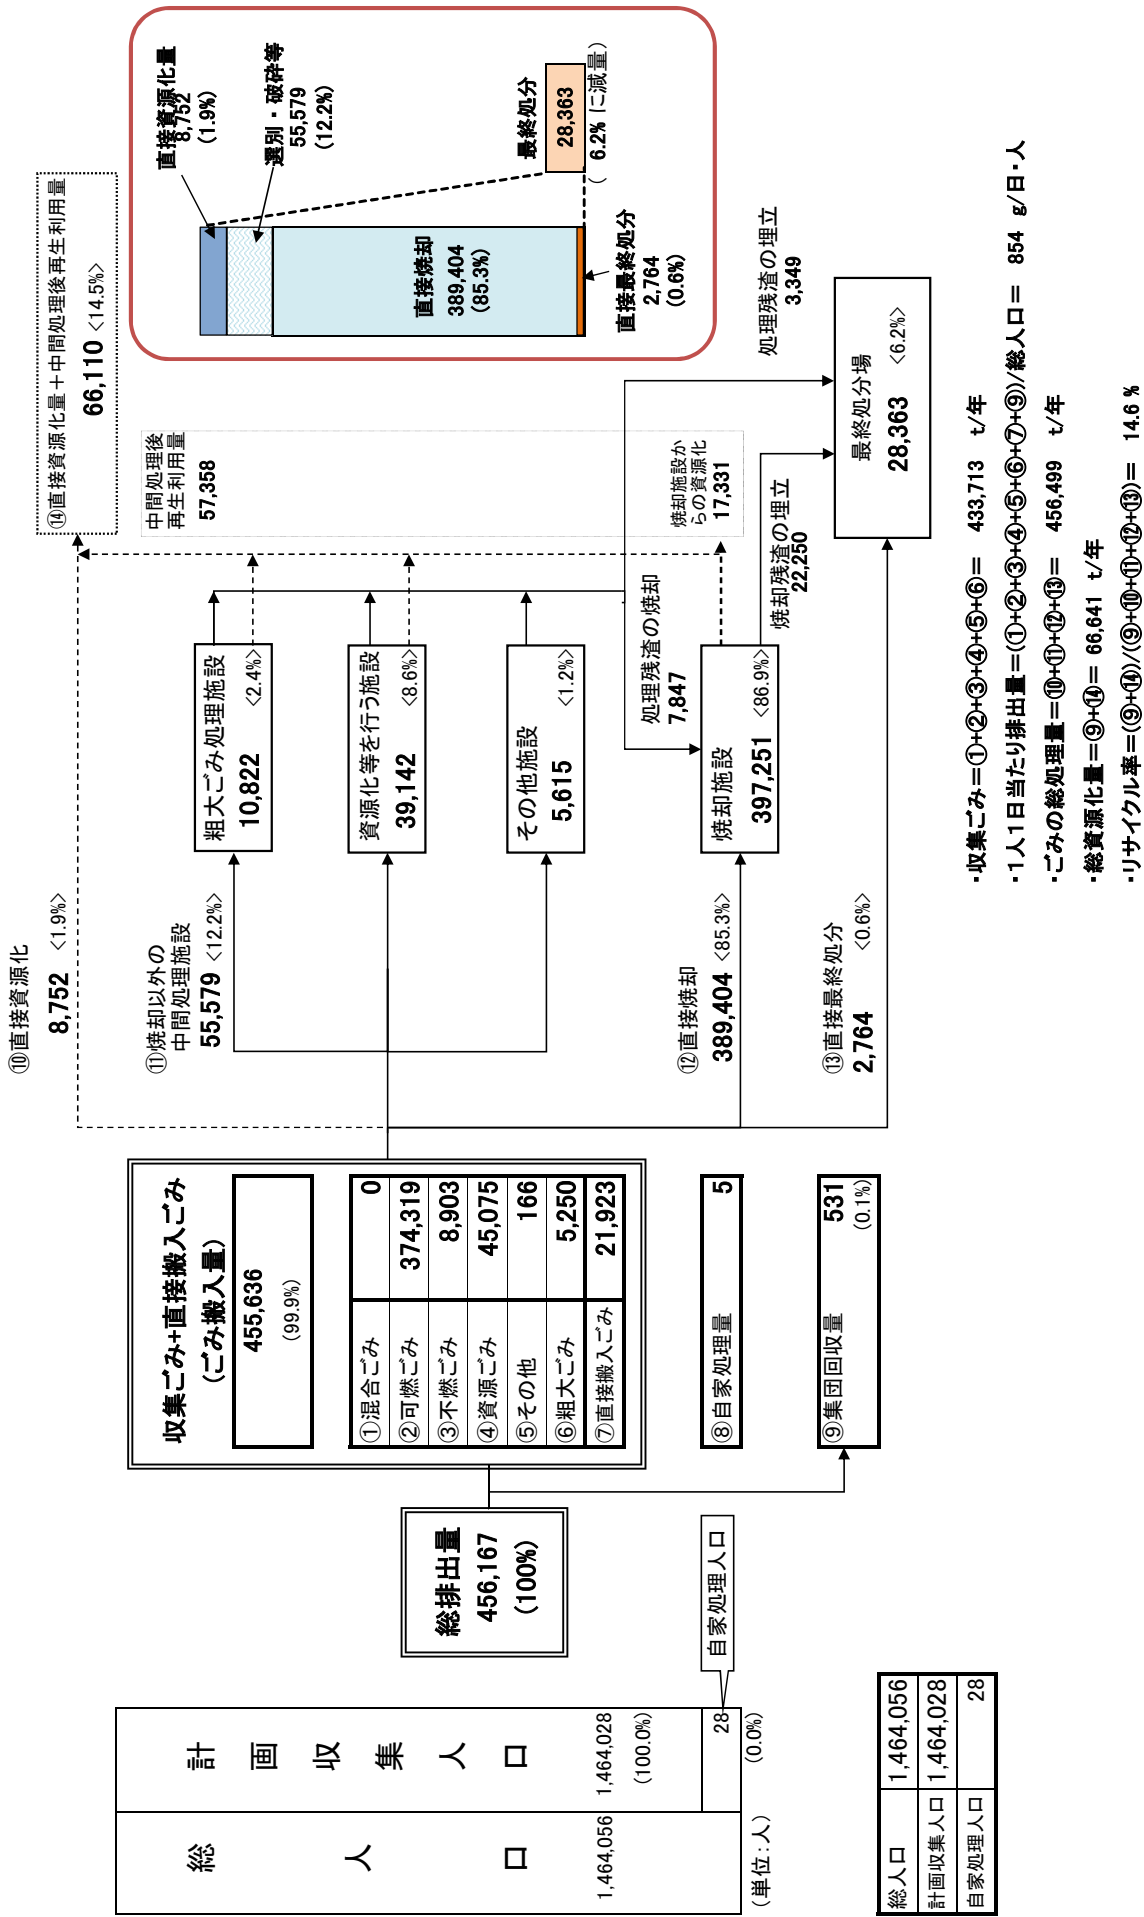 総人口
1,464,056
計画収集人口
1,464,028
(100.0%)
28
(0.0%)
(単位:人)
自家処理人口
総人口 1,464,056
計画収集人口 1,464,028
自家処理人口 28
総排出量
456,167
(100%)
収集ごみ+直接搬入ごみ
(ごみ搬入量)
455,636
(99.9%)
①混合ごみ 0
②可燃ごみ 374,319
③不燃ごみ 8,903
④資源ごみ 45,075
⑤その他 166
⑥粗大ごみ 5,250
⑦直接搬入ごみ 21,923
⑧自家処理量 5
⑨集団回収量 531
(0.1%)
⑩直接資源化
8,752 <1.9%>
⑪焼却以外の
中間処理施設
55,579 <12.2%>
⑫直接焼却
389,404 <85.3%>
⑬直接最終処分
2,764 <0.6%>
粗大ごみ処理施設
10,822 <2.4%>
資源化等を行う施設
39,142 <8.6%>
その他施設
5,615 <1.2%>
処理残渣の焼却
7,847
焼却施設
397,251 <86.9%>
焼却残渣の埋立
22,250
⑭直接資源化量+中間処理後再生利用量
66,110 <14.5%>
中間処理後
再生利用量
57,358
焼却施設か
らの資源化
17,331
処理残渣の埋立
3,349
最終処分場
28,363 <6.2%>
直接資源化量
8,752
(1.9%)
選別・破砕等
55,579
(12.2%)
直接焼却
389,404
(85.3%)
直接最終処分
2,764
(0.6%)
最終処分
28,363
( 6.2% に減量)
・収集ごみ=①+②+③+④+⑤+⑥= 433,713 t/年
・1人1日当たり排出量=(①+②+③+④+⑤+⑥+⑦+⑨)/総人口= 854 g/日・人
・ごみの総処理量=⑩+⑪+⑫+⑬= 456,499 t/年
・総資源化量=⑨+⑭= 66,641 t/年
・リサイクル率=(⑨+⑭)/(⑨+⑩+⑪+⑫+⑬)= 14.6 %